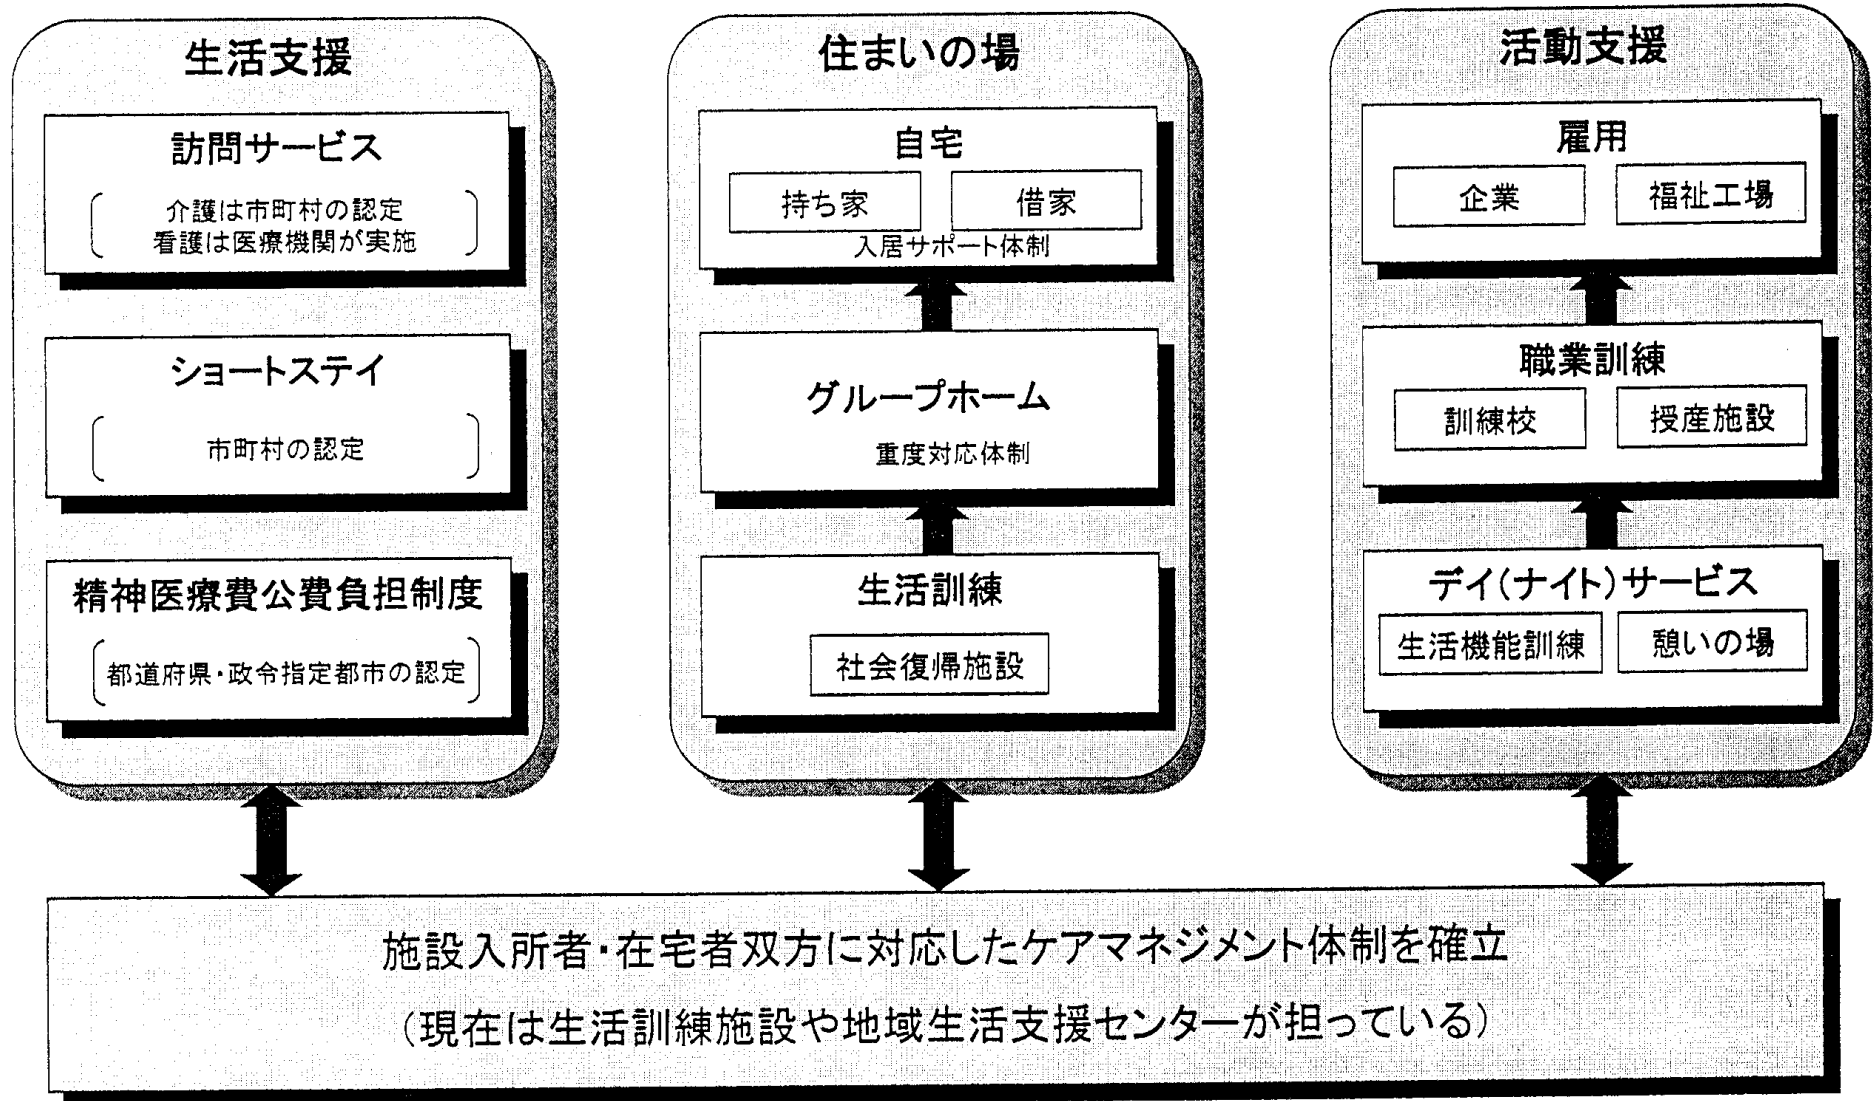 生活支援
訪問サービス
介護は市町村の認定
看護は医療機関が実施
ショートステイ
市町村の認定
精神医療費公費負担制度
都道府県・政令指定都市の認定
住まいの場
自宅
持ち家
借家
入居サポート体制
グループホーム
重度対応体制
生活訓練
社会復帰施設
活動支援
雇用
企業
福祉工場
職業訓練
訓練校
授産施設
デイ(ナイト)サービス
生活機能訓練
憩いの場
施設入所者・在宅者双方に対応したケアマネジメント体制を確立
(現在は生活訓練施設や地域生活支援センターが担っている)